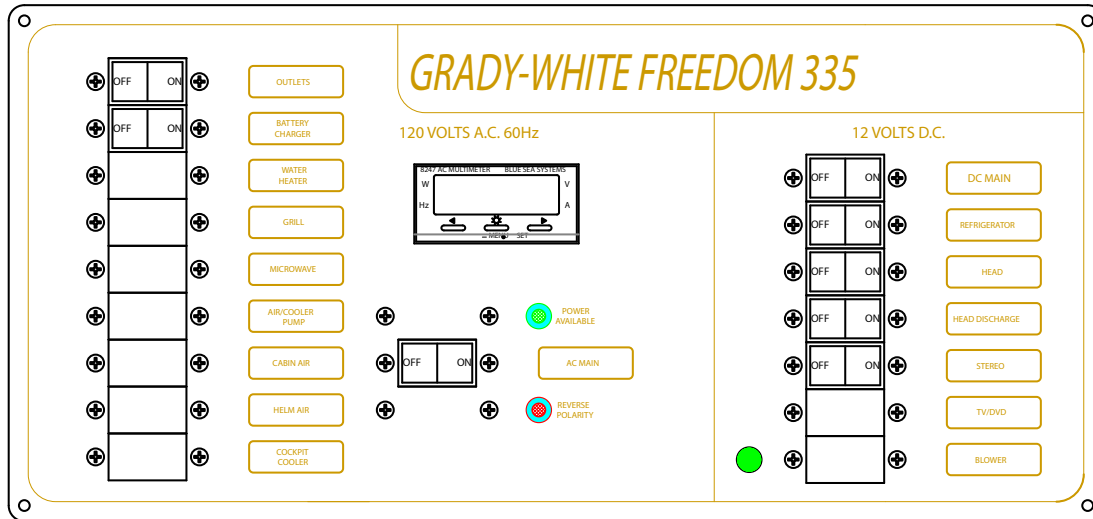 GRADY-WHITE FREEDOM 335
120 VOLTS A.C. 60Hz
12 VOLTS D.C.
OFF ON
OUTLETS
OFF ON
BATTERY
CHARGER
WATER
HEATER
GRILL
MICROWAVE
AIR/COOLER
PUMP
CABIN AIR
HELM AIR
COCKPIT
COOLER
8247 AC MULTIMETER BLUE SEA SYSTEMS
W V
Hz A
MENU SET
POWER
AVAILABLE
OFF ON
AC MAIN
REVERSE
POLARITY
OFF ON
DC MAIN
OFF ON
REFRIGERATOR
OFF ON
HEAD
OFF ON
HEAD DISCHARGE
OFF ON
STEREO
TV/DVD
BLOWER